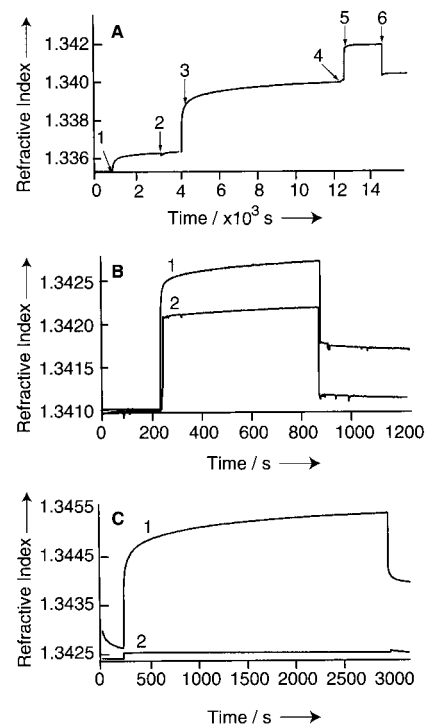 A
Refractive Index
1.342
1.340
1.338
1.336
1
2
3
4
5
6
0 2 4 6 8 10 12 14
Time / x10³ s
B
Refractive Index
1.3425
1.3420
1.3415
1.3410
1
2
0 200 400 600 800 1000 1200
Time / s
C
Refractive Index
1.3455
1.3445
1.3435
1.3425
1
2
0 500 1000 1500 2000 2500 3000
Time / s